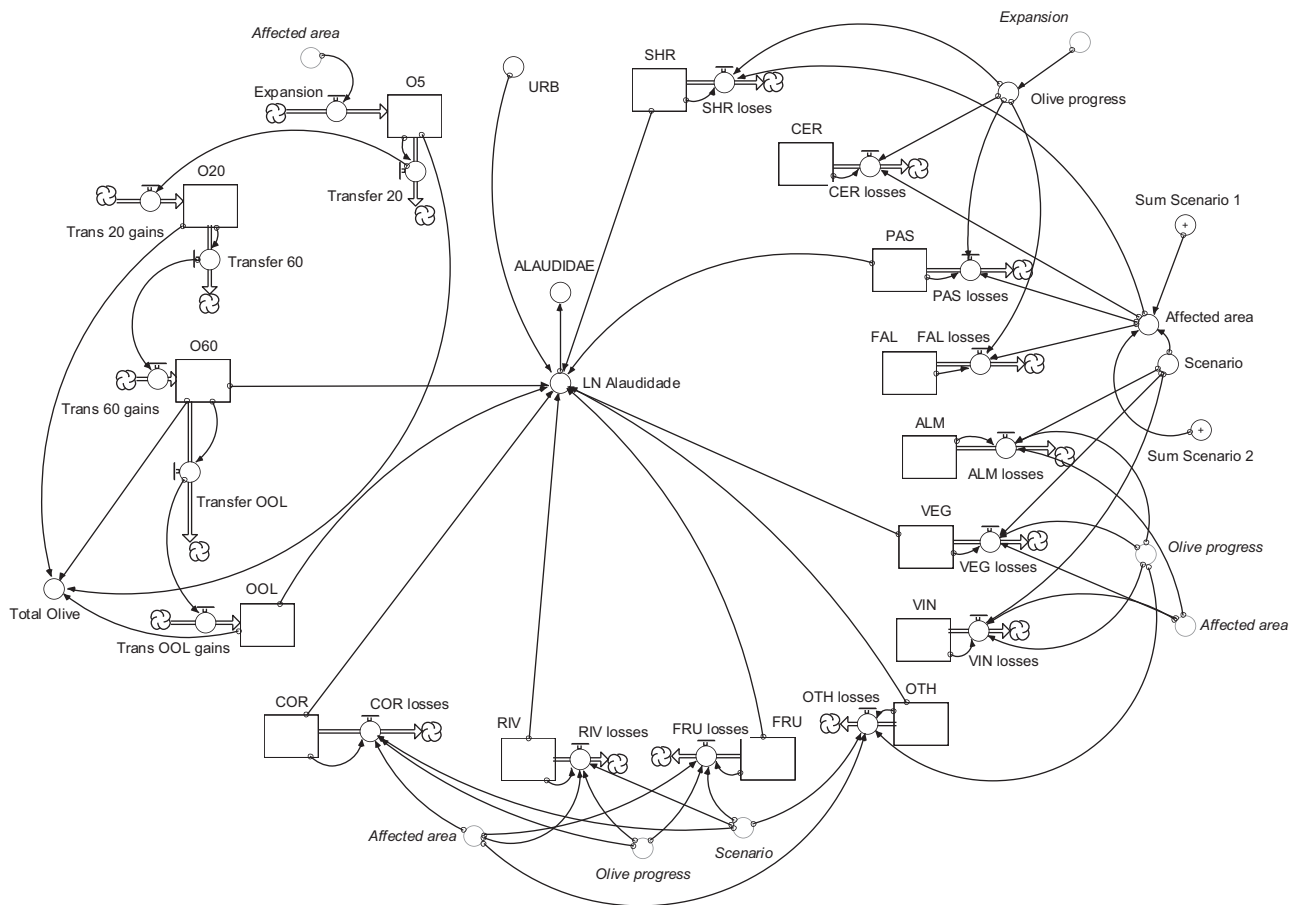 Expansion
Affected area
SHR
O5
URB
Expansion
Olive progress
SHR loses
CER
O20
Transfer 20
CER losses
Sum Scenario 1
+
Trans 20 gains
PAS
Transfer 60
ALAUDIDAE
PAS losses
Affected area
O60
FAL
FAL losses
Scenario
LN Alaudidade
Trans 60 gains
ALM
+
Sum Scenario 2
ALM losses
Transfer OOL
VEG
Olive progress
VEG losses
OOL
Total Olive
VIN
Affected area
Trans OOL gains
VIN losses
COR
COR losses
OTH losses
OTH
RIV
RIV losses
FRU losses
FRU
Affected area
Scenario
Olive progress